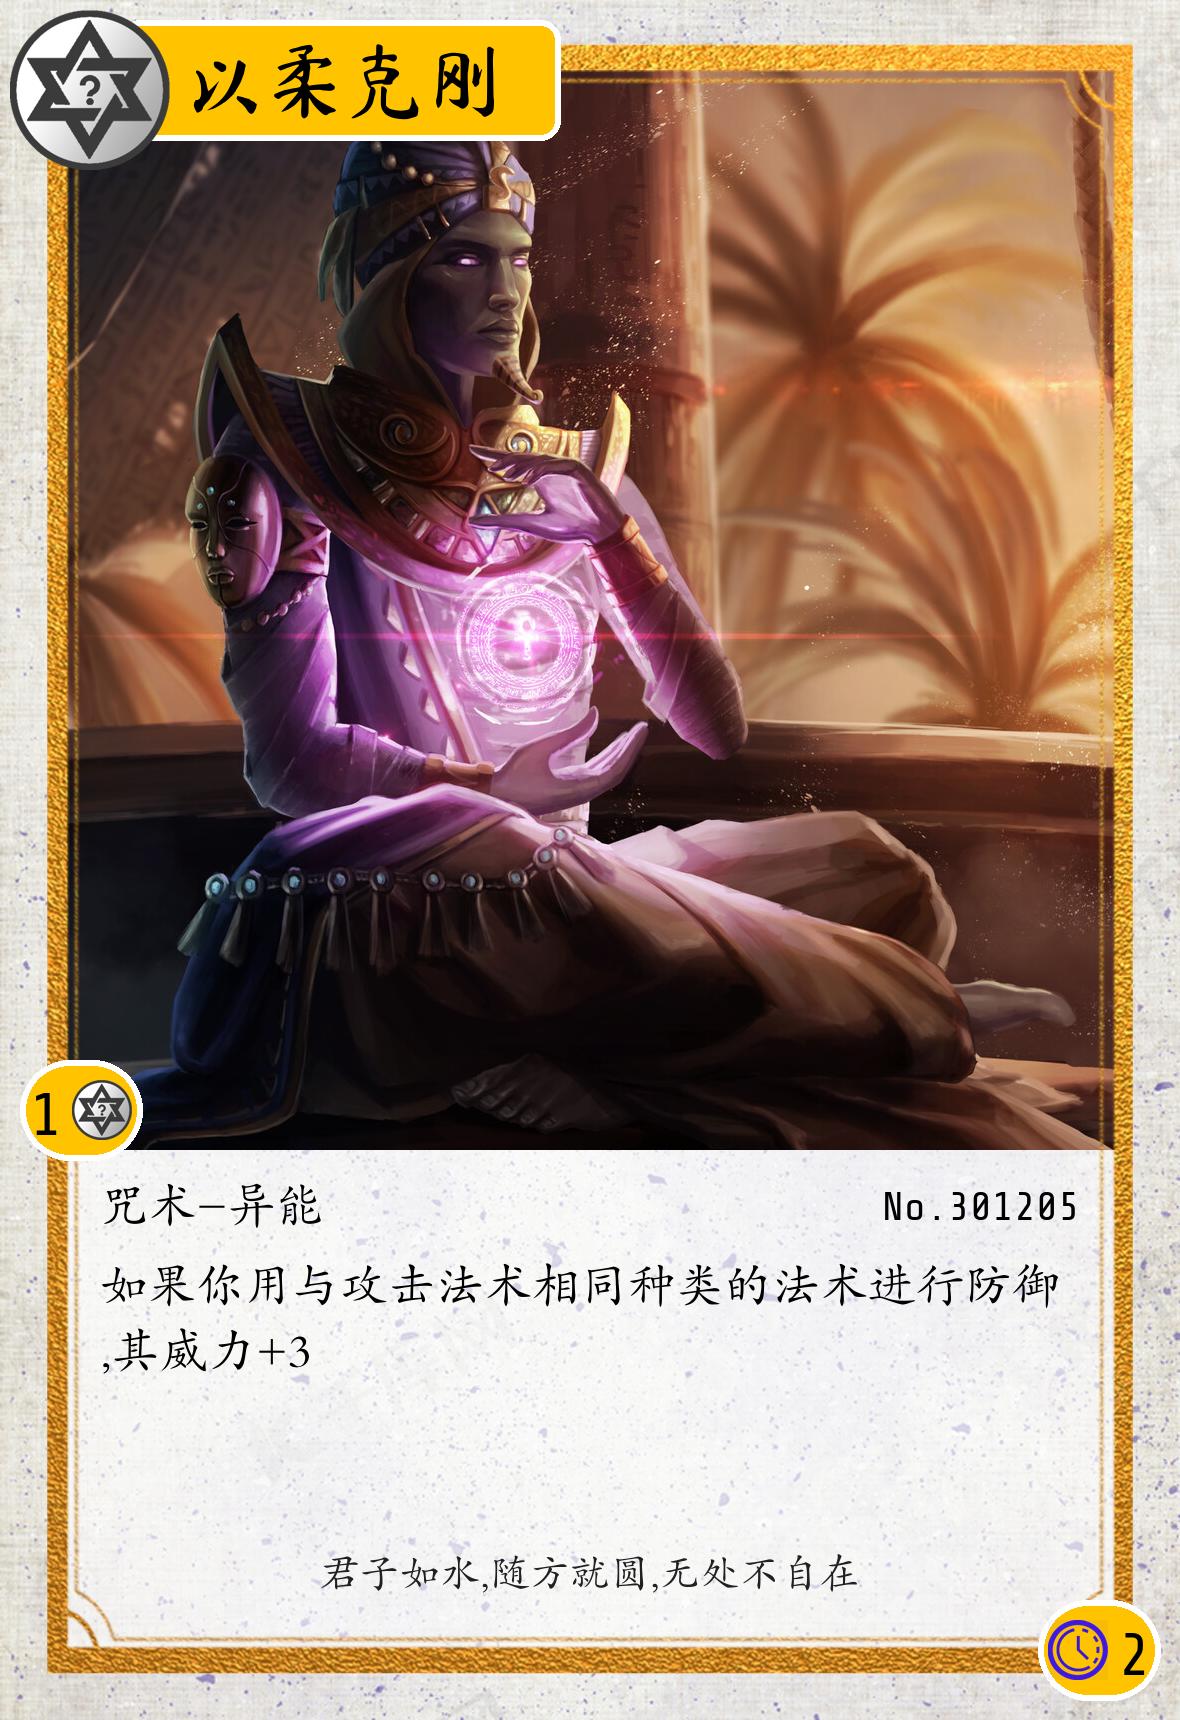 ?
以柔克刚
1 ?
咒术-异能
No.301205
如果你用与攻击法术相同种类的法术进行防御
,其威力+3
君子如水,随方就圆,无处不自在
2